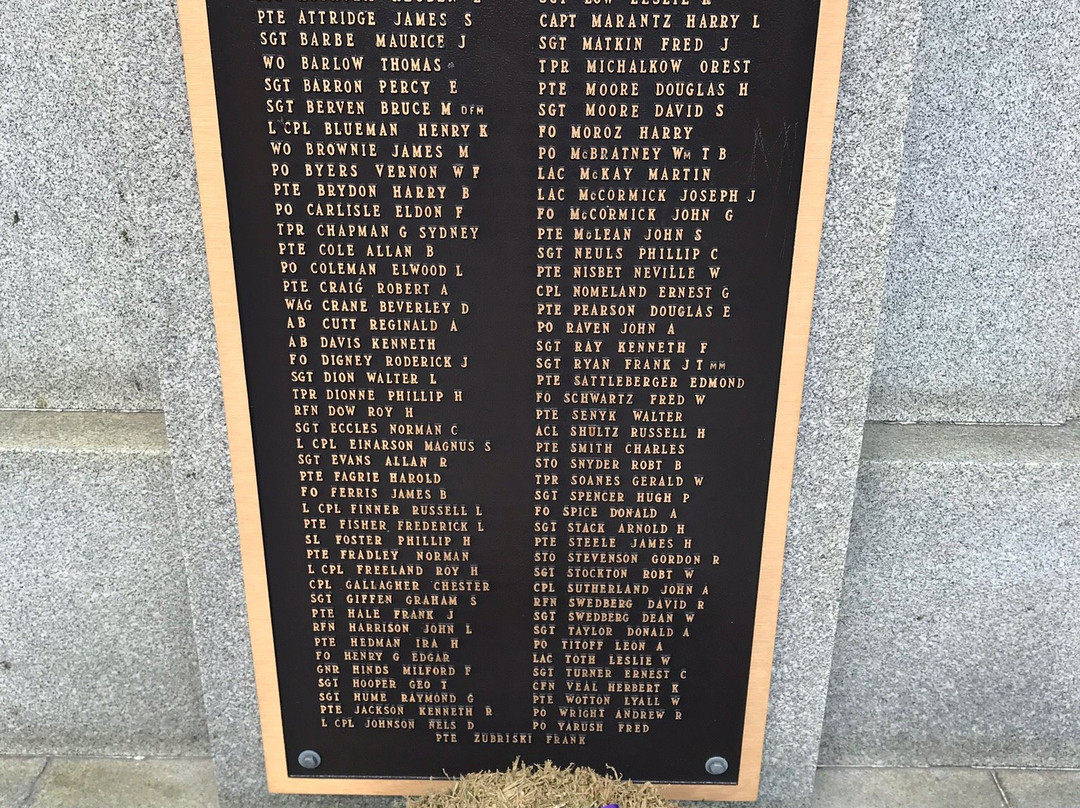 PTE ATTRIDGE JAMES S
SGT BARBE MAURICE J
WO BARLOW THOMAS
SGT BARRON PERCY E
SGT BERVEN BRUCE M DFM
L CPL BLUEMAN HENRY K
WO BROWNIE JAMES M
PO BYERS VERNON W F
PTE BRYDON HARRY B
PO CARLISLE ELDON F
TPR CHAPMAN G SYDNEY
PTE COLE ALLAN B
PO COLEMAN ELWOOD L
PTE CRAIG ROBERT A
WAG CRANE BEVERLEY D
AB CUTT REGINALD A
AB DAVIS KENNETH
FO DIGNEY RODERICK J
SGT DION WALTER L
TPR DIONNE PHILLIP H
RFN DOW ROY H
SGT ECCLES NORMAN C
L CPL EINARSON MAGNUS S
SGT EVANS ALLAN R
PTE FAGRIE HAROLD
FO FERRIS JAMES B
L CPL FINNER RUSSELL L
PTE FISHER FREDERICK L
SL FOSTER PHILLIP H
PTE FRADLEY NORMAN
L CPL FREELAND ROY H
CPL GALLAGHER CHESTER
SGT GIFFEN GRAHAM S
PTE HALE FRANK J
RFN HARRISON JOHN L
PTE HEDMAN IRA H
FO HENRY G EDGAR
GNR HINDS MILFORD F
SGT HOOPER GEO T
SGT HUME RAYMOND G
PTE JACKSON KENNETH R
L CPL JOHNSON NELS D
SGT LOW LESLIE R
CAPT MARANTZ HARRY L
SGT MATKIN FRED J
TPR MICHALKOW OREST
PTE MOORE DOUGLAS H
SGT MOORE DAVID S
FO MOROZ HARRY
PO McBRATNEY WM T B
LAC McKAY MARTIN
LAC McCORMICK JOSEPH J
FO McCORMICK JOHN G
PTE McLEAN JOHN S
SGT NEULS PHILLIP C
PTE NISBET NEVILLE W
CPL NOMELAND ERNEST G
PTE PEARSON DOUGLAS E
PO RAVEN JOHN A
SGT RAY KENNETH F
SGT RYAN FRANK J T MM
PTE SATTLEBERGER EDMOND
FO SCHWARTZ FRED W
PTE SENYK WALTER
ACL SHULTZ RUSSELL H
PTE SMITH CHARLES
STO SNYDER ROBT B
TPR SOANES GERALD W
SGT SPENCER HUGH P
FO SPICE DONALD A
SGT STACK ARNOLD H
PTE STEELE JAMES H
STO STEVENSON GORDON R
SGT STOCKTON ROBT W
CPL SUTHERLAND JOHN A
RFN SWEDBERG DAVID R
SGT SWEDBERG DEAN W
SGT TAYLOR DONALD A
PO TITOFF LEON A
LAC TOTH LESLIE W
SGT TURNER ERNEST C
CFN VEAL HERBERT K
PTE WOTTON LYALL W
PO WRIGHT ANDREW R
PO YARUSH FRED
PTE ZUBRISKI FRANK